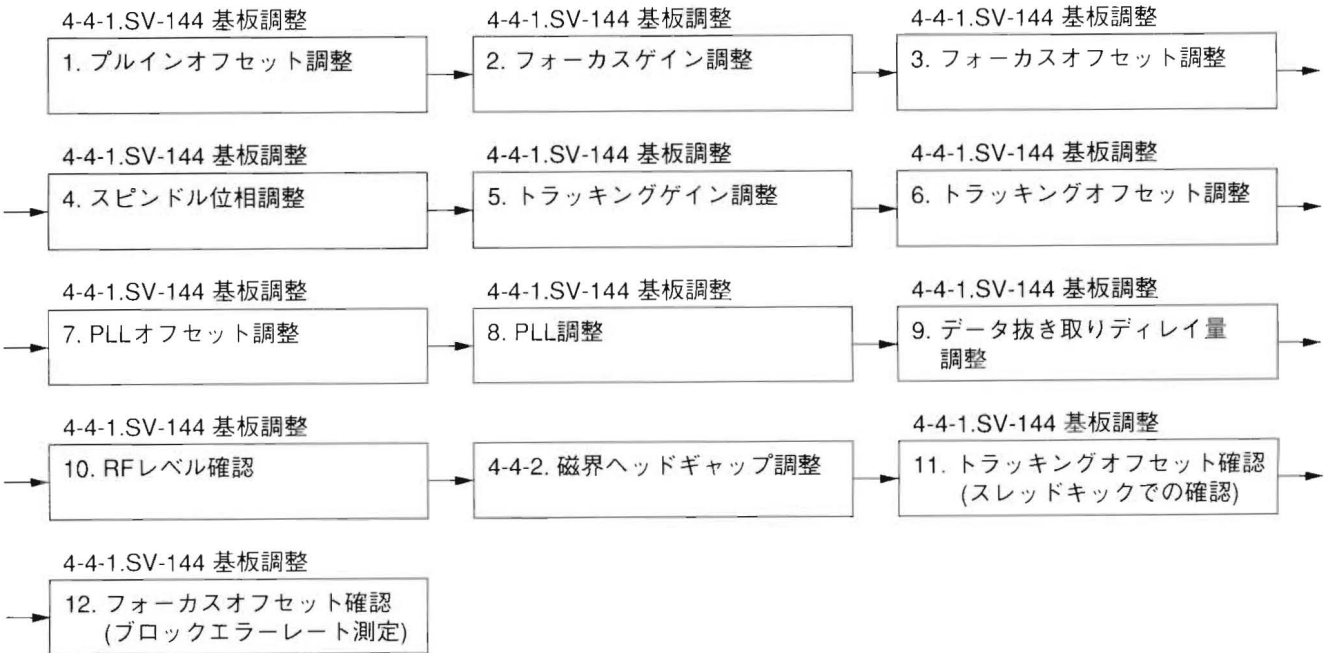 4-4-1.SV-144 基板調整
1. プルインオフセット調整
4-4-1.SV-144 基板調整
2. フォーカスゲイン調整
4-4-1.SV-144 基板調整
3. フォーカスオフセット調整
4-4-1.SV-144 基板調整
4. スピンドル位相調整
4-4-1.SV-144 基板調整
5. トラッキングゲイン調整
4-4-1.SV-144 基板調整
6. トラッキングオフセット調整
4-4-1.SV-144 基板調整
7. PLLオフセット調整
4-4-1.SV-144 基板調整
8. PLL調整
4-4-1.SV-144 基板調整
9. データ抜き取りディレイ量
調整
4-4-1.SV-144 基板調整
10. RFレベル確認
4-4-2. 磁界ヘッドギャップ調整
4-4-1.SV-144 基板調整
11. トラッキングオフセット確認
(スレッドキックでの確認)
4-4-1.SV-144 基板調整
12. フォーカスオフセット確認
(ブロックエラーレート測定)